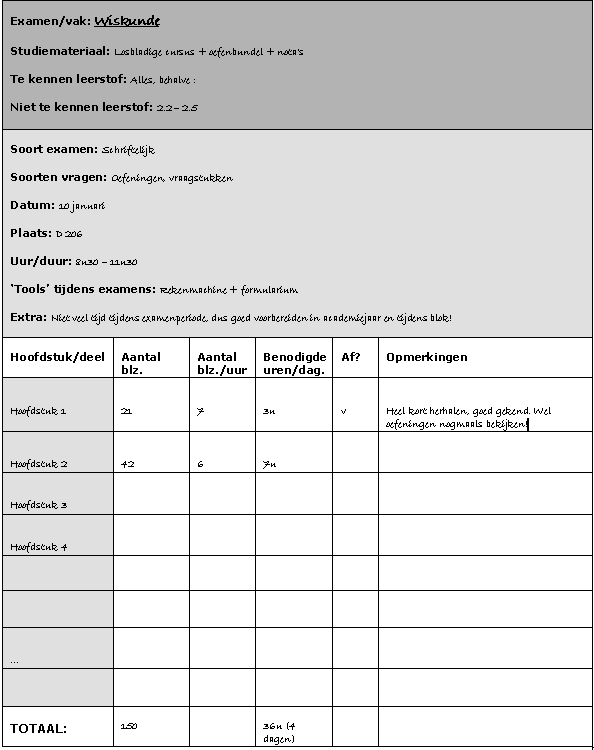 Examen/vak: Wiskunde
Studiemateriaal: Losbladige cursus + oefenbundel + nota's
Te kennen leerstof: Alles, behalve :
Niet te kennen leerstof: 2.2 – 2.5
Soort examen: Schriftelijk
Soorten vragen: Oefeningen, vraagstukken
Datum: 10 januari
Plaats: D 206
Uur/duur: 8u30 – 11u30
'Tools' tijdens examens: Rekenmachine + formularium
Extra: Niet veel tijd tijdens examenperiode, dus goed voorbereiden in academiejaar en tijdens blok!
Hoofdstuk/deel Aantal blz. Aantal blz./uur Benodigde uren/dag. Af? Opmerkingen
Hoofdstuk 1 21 7 3u v Heel kort herhalen, goed gekend. Wel
oefeningen nogmaals bekijken!
Hoofdstuk 2 42 6 7u
Hoofdstuk 3
Hoofdstuk 4
...
TOTAAL: 150 36u (4
dagen)